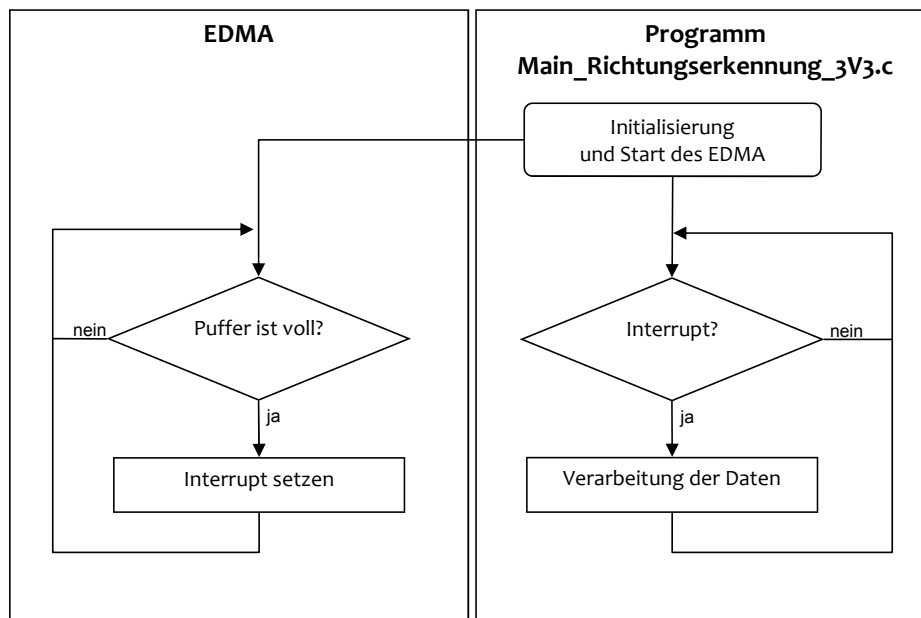 EDMA
Programm
Main_Richtungserkennung_3V3.c
Initialisierung
und Start des EDMA
Puffer ist voll?
nein
ja
Interrupt setzen
Interrupt?
nein
ja
Verarbeitung der Daten